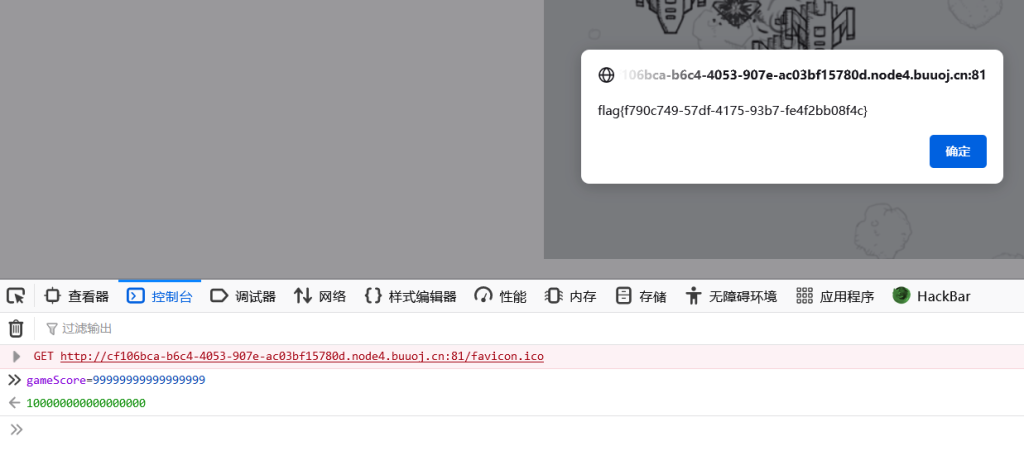 106bca-b6c4-4053-907e-ac03bf15780d.node4.buuoj.cn:81
flag{f790c749-57df-4175-93b7-fe4f2bb08f4c}
确定
查看器 控制台 调试器 网络 样式编辑器 性能 内存 存储 无障碍环境 应用程序 HackBar
过滤输出
GET http://cf106bca-b6c4-4053-907e-ac03bf15780d.node4.buuoj.cn:81/favicon.ico
gameScore=99999999999999999
100000000000000000